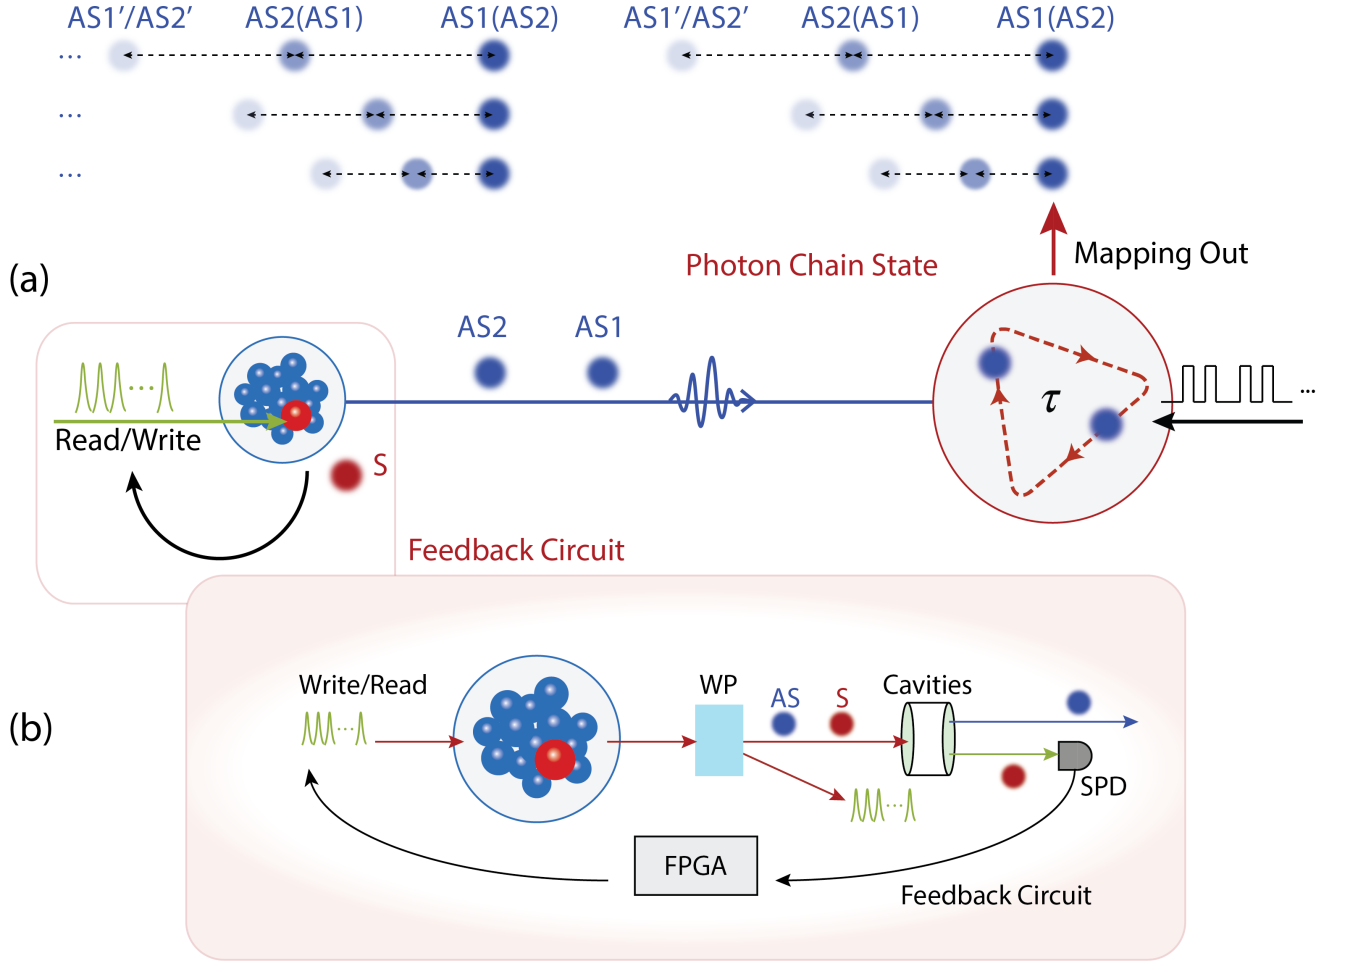 AS1′/AS2′ AS2(AS1) AS1(AS2) AS1′/AS2′ AS2(AS1) AS1(AS2)
...
...
...
(a)
Photon Chain State
Mapping Out
AS2 AS1
...
τ
...
Read/Write
S
Feedback Circuit
(b)
Write/Read
WP
AS S
Cavities
...
...
SPD
FPGA
Feedback Circuit